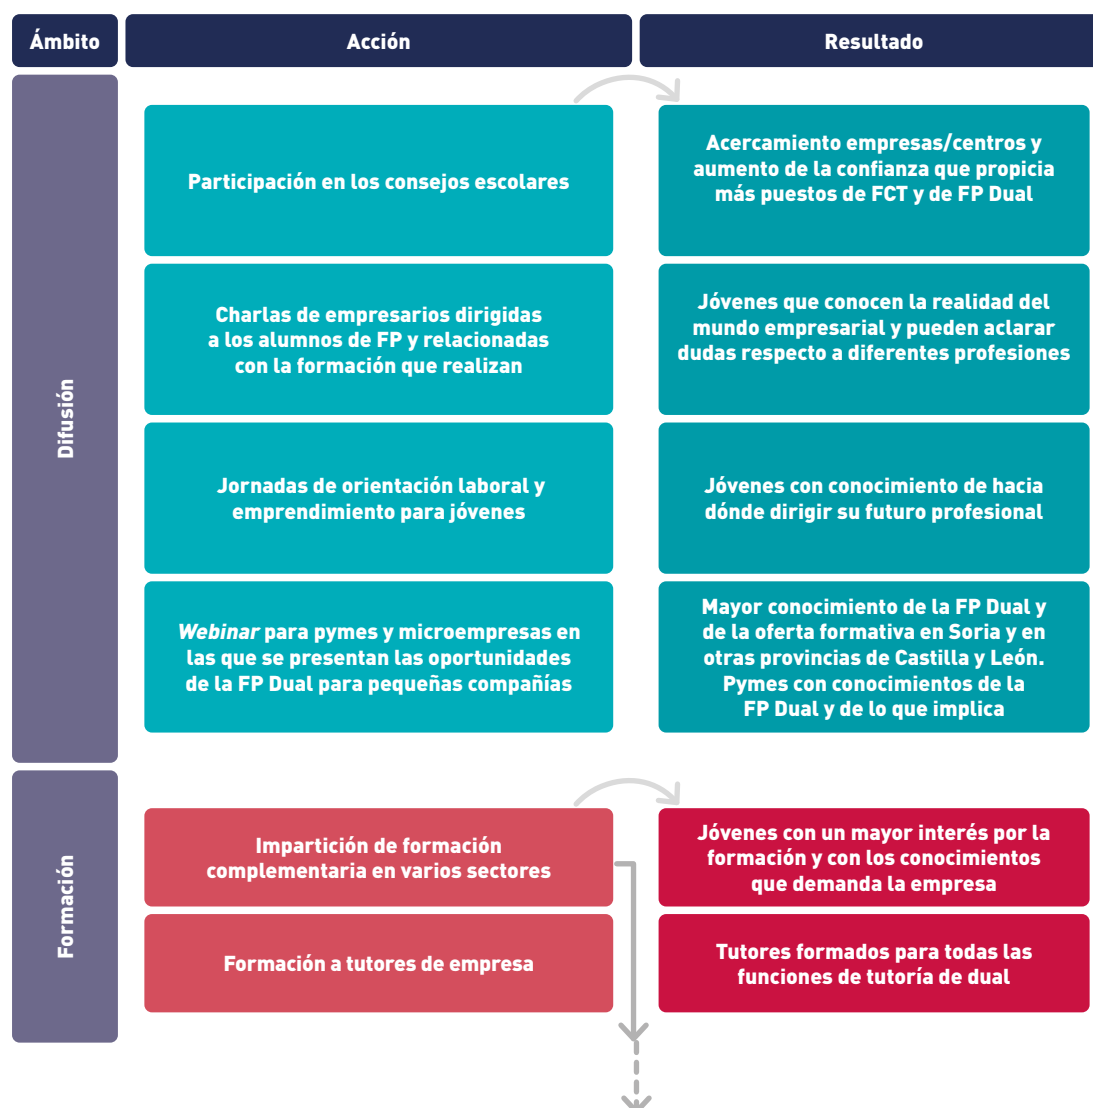 Ámbito
Acción
Resultado
Difusión
Participación en los consejos escolares
Acercamiento empresas/centros y
aumento de la confianza que propicia
más puestos de FCT y de FP Dual
Charlas de empresarios dirigidas
a los alumnos de FP y relacionadas
con la formación que realizan
Jóvenes que conocen la realidad del
mundo empresarial y pueden aclarar
dudas respecto a diferentes profesiones
Jornadas de orientación laboral y
emprendimiento para jóvenes
Jóvenes con conocimiento de hacia
dónde dirigir su futuro profesional
Webinar para pymes y microempresas en
las que se presentan las oportunidades
de la FP Dual para pequeñas compañías
Mayor conocimiento de la FP Dual y
de la oferta formativa en Soria y en
otras provincias de Castilla y León.
Pymes con conocimientos de la
FP Dual y de lo que implica
Formación
Impartición de formación
complementaria en varios sectores
Jóvenes con un mayor interés por la
formación y con los conocimientos
que demanda la empresa
Formación a tutores de empresa
Tutores formados para todas las
funciones de tutoría de dual